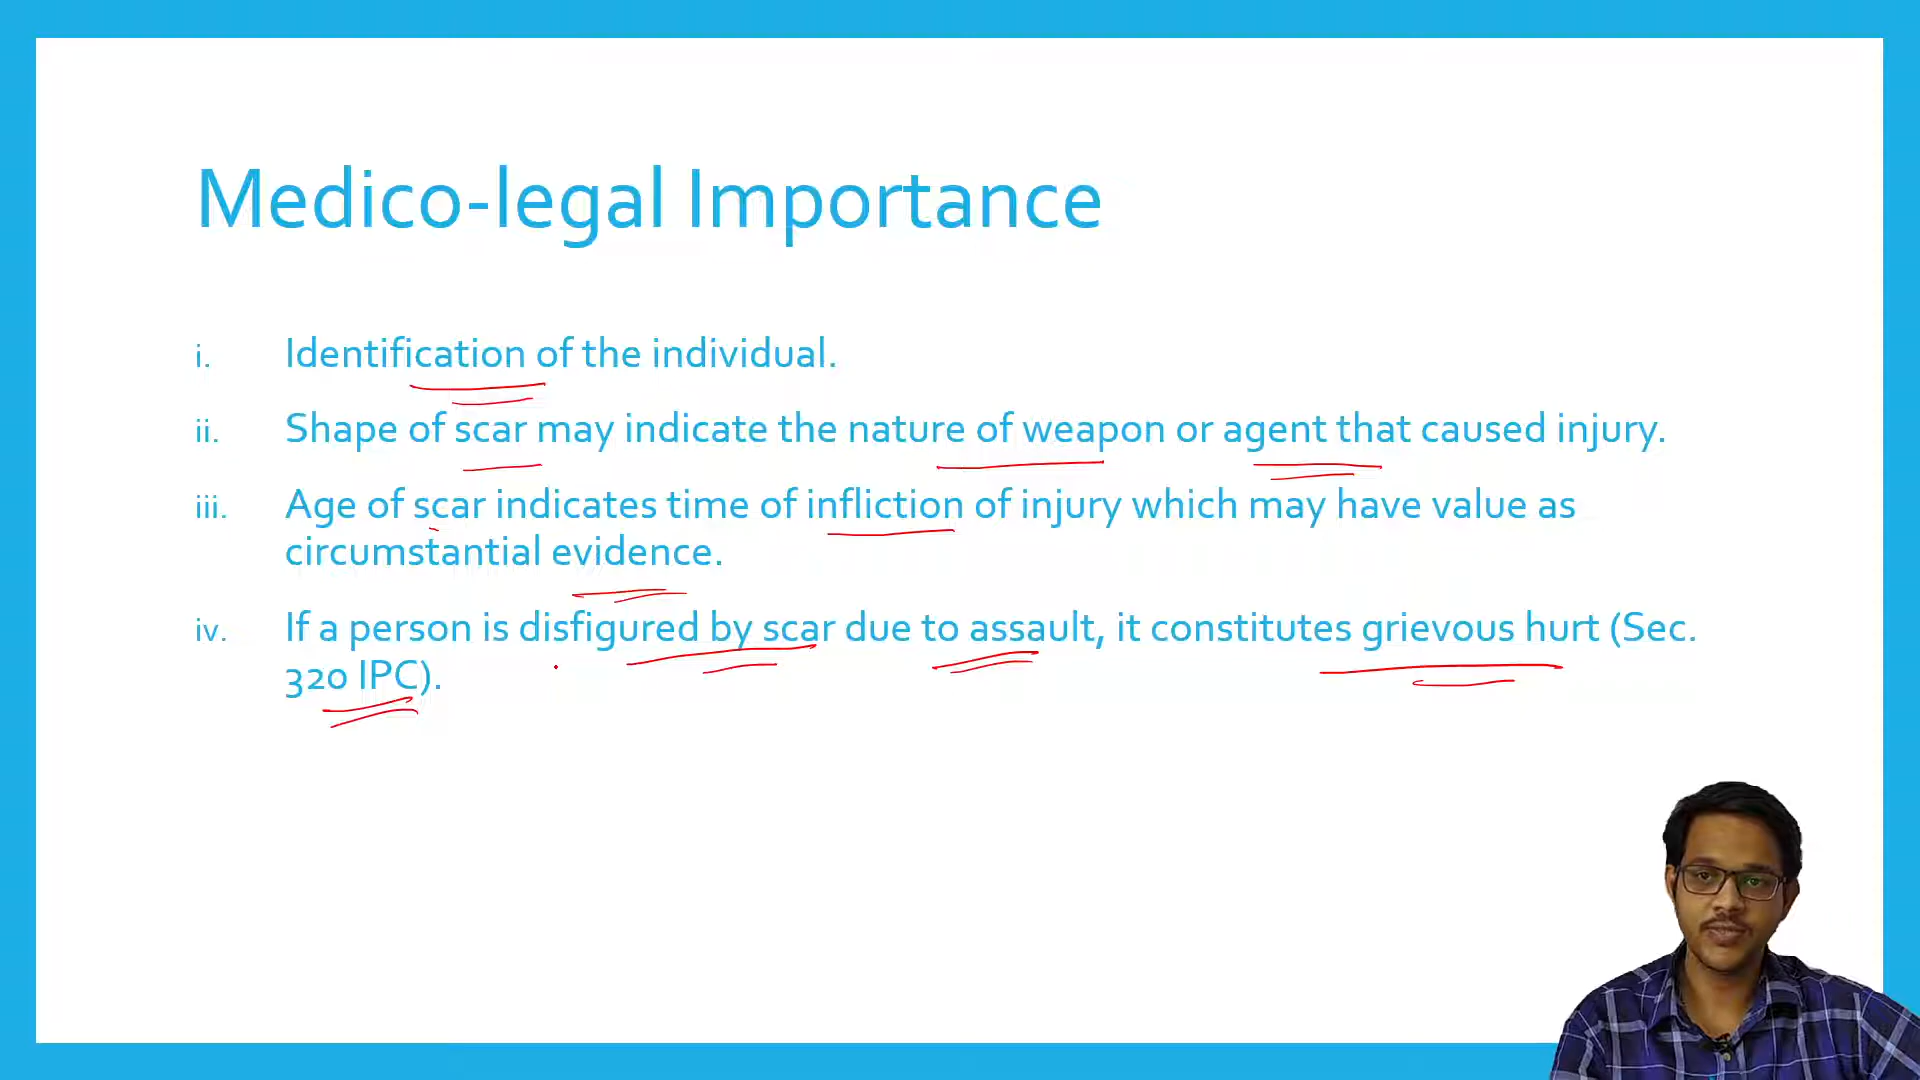 Medico-legal Importance
i. Identification of the individual.
ii. Shape of scar may indicate the nature of weapon or agent that caused injury.
iii. Age of scar indicates time of infliction of injury which may have value as
circumstantial evidence.
iv. If a person is disfigured by scar due to assault, it constitutes grievous hurt (Sec.
320 IPC).